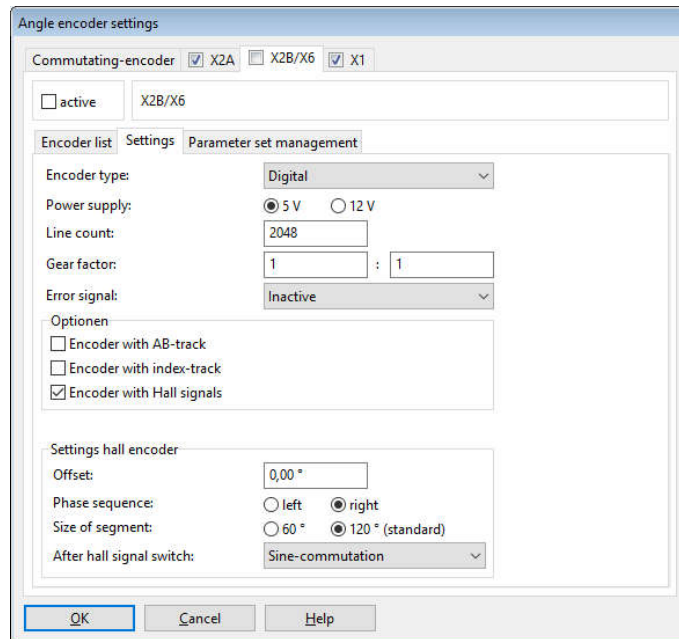 Angle encoder settings
Commutating-encoder X2A X2B/X6 X1
active X2B/X6
Encoder list Settings Parameter set management
Encoder type: Digital
Power supply: 5 V 12 V
Line count: 2048
Gear factor: 1 : 1
Error signal: Inactive
Optionen
Encoder with AB-track
Encoder with index-track
Encoder with Hall signals
Settings hall encoder
Offset: 0,00 °
Phase sequence: left right
Size of segment: 60 ° 120 ° (standard)
After hall signal switch: Sine-commutation
OK Cancel Help